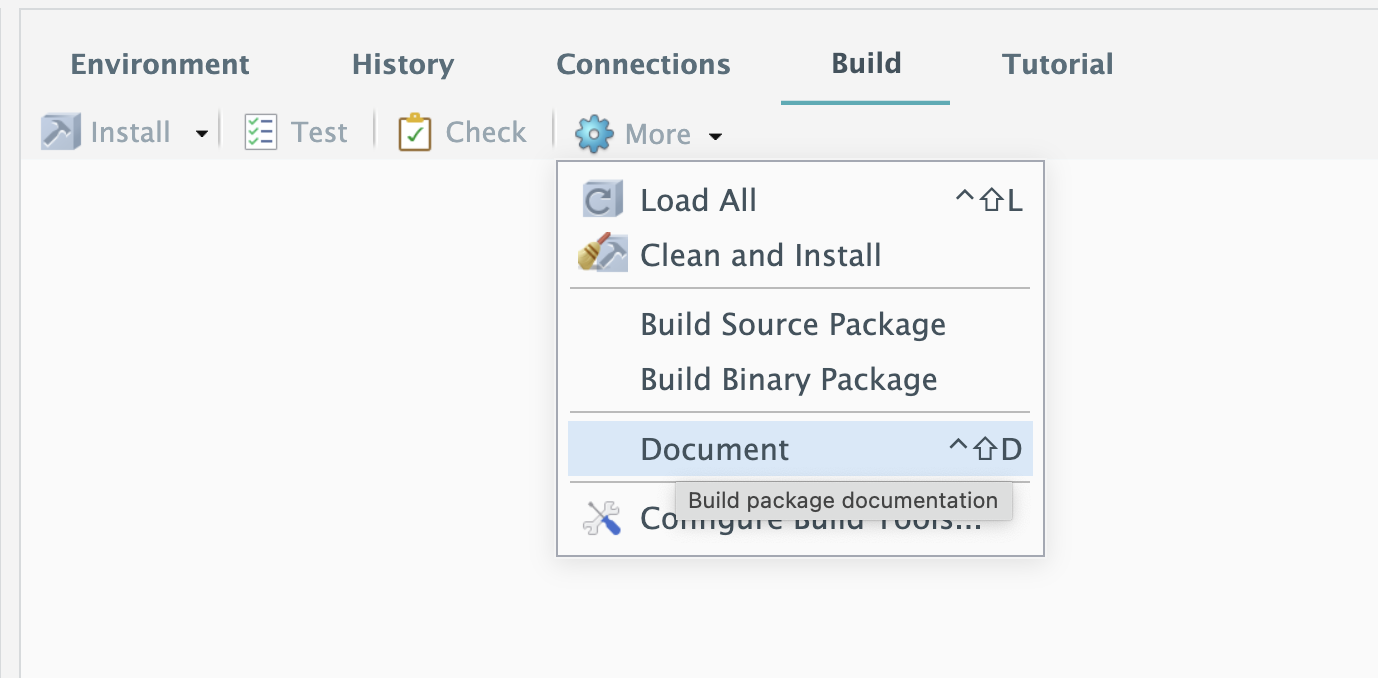 Environment History Connections Build Tutorial
Install Test Check More
Load All ^⇧L
Clean and Install
Build Source Package
Build Binary Package
Document ^⇧D
Build package documentation
Configure Build Tools...